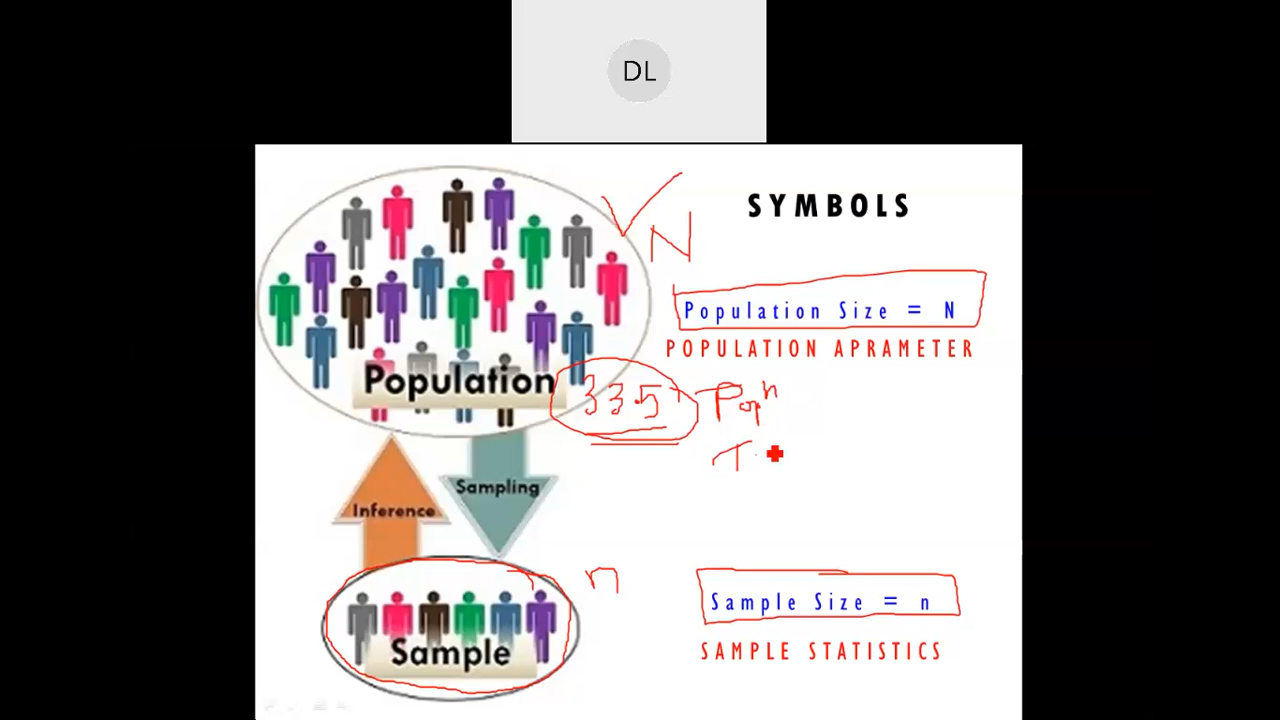 DL
SYMBOLS
N
Population Size = N
POPULATION APRAMETER
Population
335
Popn
T
Sampling
Inference
n
Sample Size = n
Sample
SAMPLE STATISTICS